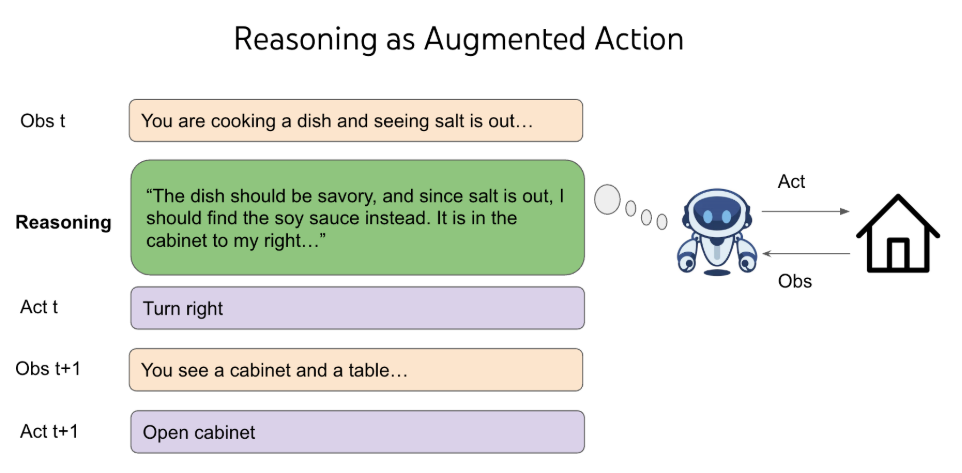 Reasoning as Augmented Action
Obs t
You are cooking a dish and seeing salt is out…
Reasoning
“The dish should be savory, and since salt is out, I
should find the soy sauce instead. It is in the
cabinet to my right…”
Act t
Turn right
Obs t+1
You see a cabinet and a table…
Act t+1
Open cabinet
Act
Obs